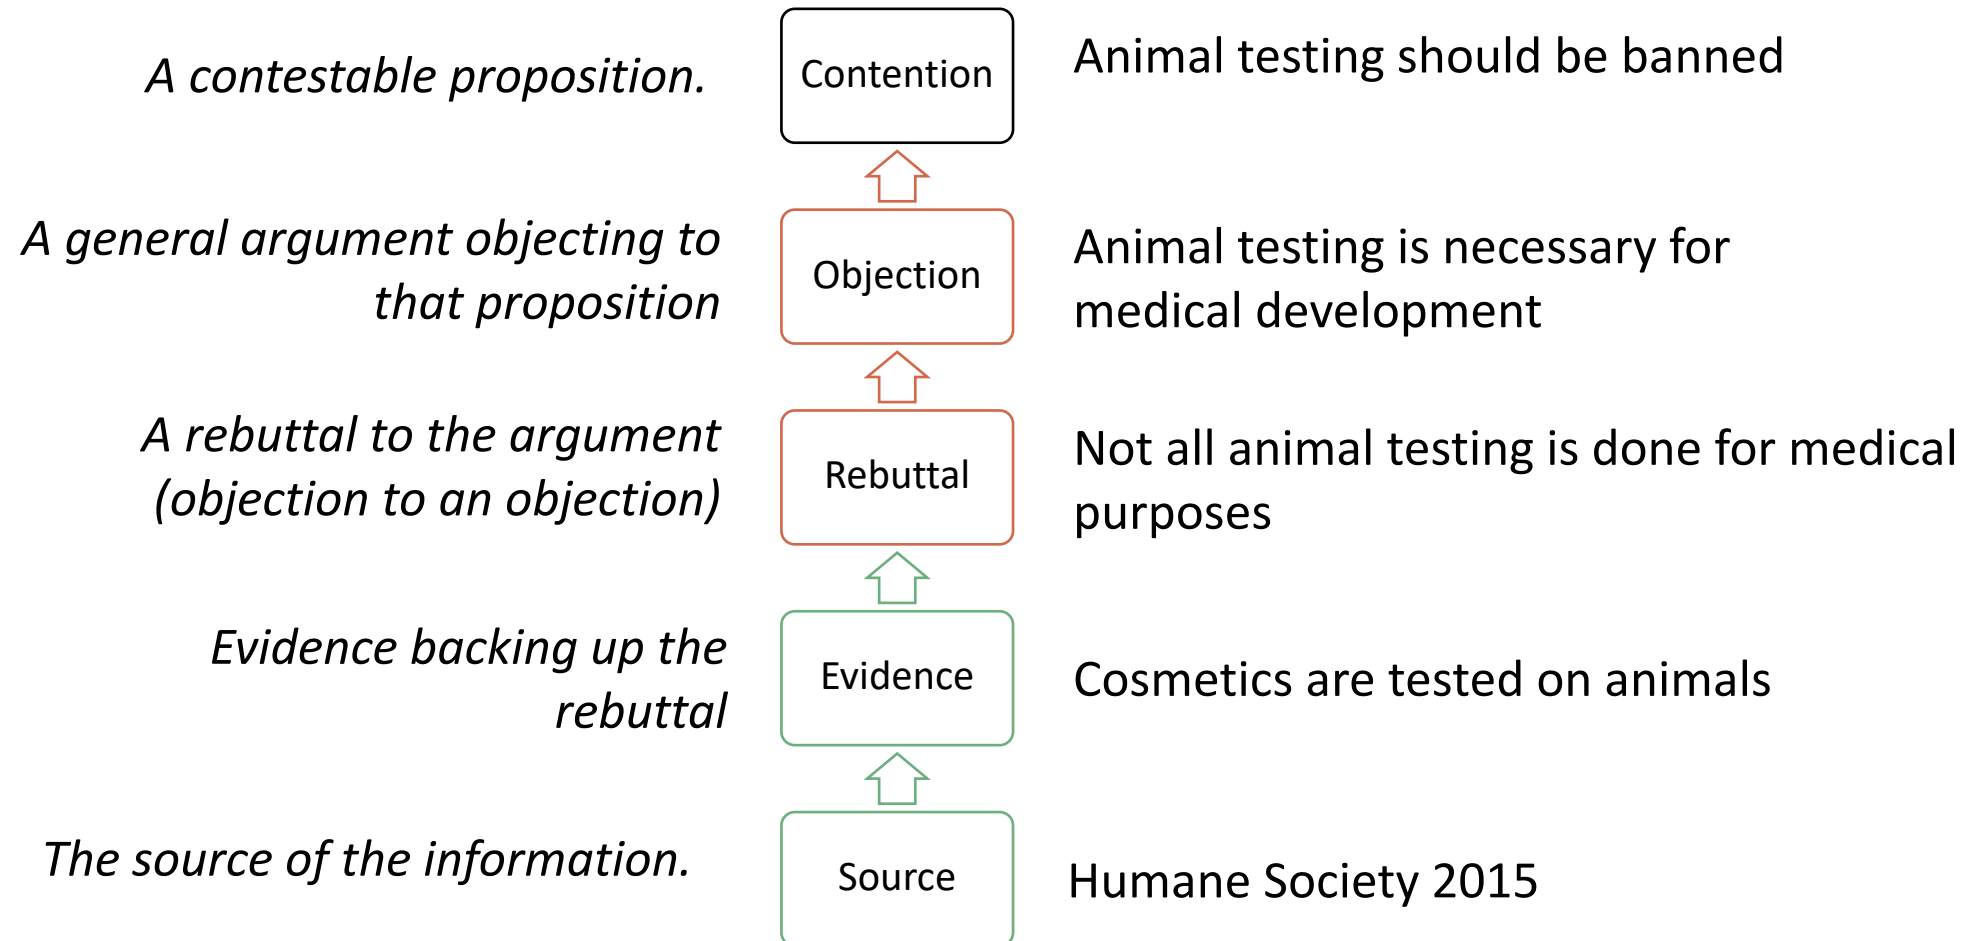 A contestable proposition.
Contention
Animal testing should be banned
A general argument objecting to
that proposition
Objection
Animal testing is necessary for
medical development
A rebuttal to the argument
(objection to an objection)
Rebuttal
Not all animal testing is done for medical
purposes
Evidence backing up the
rebuttal
Evidence
Cosmetics are tested on animals
The source of the information.
Source
Humane Society 2015